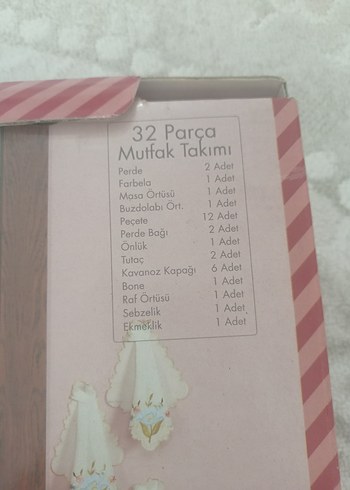 32 Parça
Mutfak Takımı
Perde 2 Adet
Farbela 1 Adet
Masa Örtüsü 1 Adet
Buzdolabı Ört. 1 Adet
Peçete 12 Adet
Perde Bağı 2 Adet
Önlük 1 Adet
Tutaç 2 Adet
Kavanoz Kapağı 6 Adet
Bone 1 Adet
Raf Örtüsü 1 Adet
Sebzelik 1 Adet
Ekmeklik 1 Adet